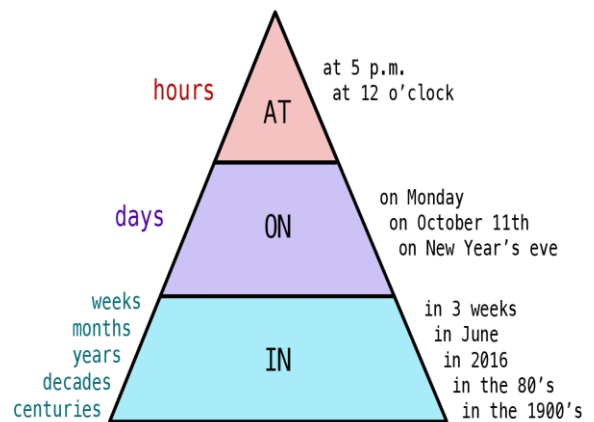 hours
AT
at 5 p.m.
at 12 o’clock
days
ON
on Monday
on October 11th
on New Year’s eve
weeks
months
years
decades
centuries
IN
in 3 weeks
in June
in 2016
in the 80’s
in the 1900’s